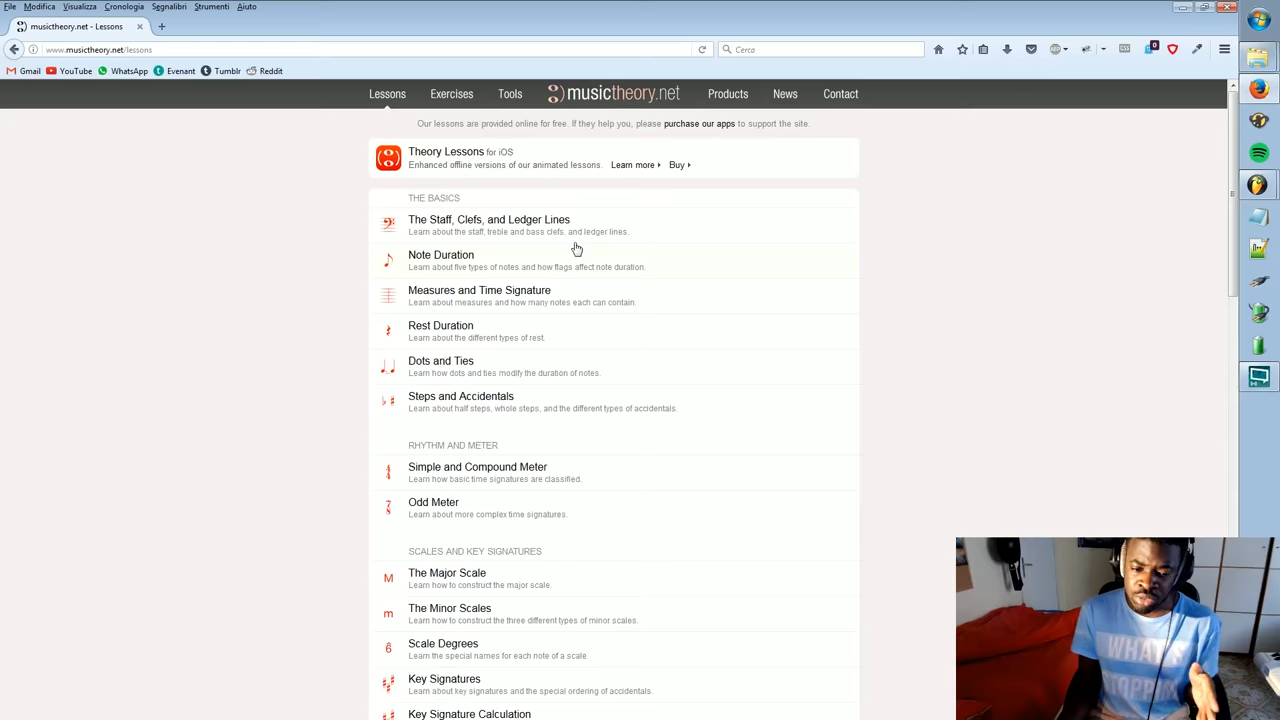 File Modifica Visualizza Cronologia Segnalibri Strumenti Aiuto
musictheory.net - Lessons
www.musictheory.net/lessons
Cerca
ABP
CSS
0
Gmail YouTube WhatsApp Evenant Tumblr Reddit
Lessons Exercises Tools musictheory.net Products News Contact
Our lessons are provided online for free. If they help you, please purchase our apps to support the site.
Theory Lessons for iOS
Enhanced offline versions of our animated lessons. Learn more Buy
THE BASICS
The Staff, Clefs, and Ledger Lines
Learn about the staff, treble and bass clefs, and ledger lines.
Note Duration
Learn about five types of notes and how flags affect note duration.
Measures and Time Signature
Learn about measures and how many notes each can contain.
Rest Duration
Learn about the different types of rest.
Dots and Ties
Learn how dots and ties modify the duration of notes.
Steps and Accidentals
Learn about half steps, whole steps, and the different types of accidentals.
RHYTHM AND METER
4
4
Simple and Compound Meter
Learn how basic time signatures are classified.
7
8
Odd Meter
Learn about more complex time signatures.
SCALES AND KEY SIGNATURES
M
The Major Scale
Learn how to construct the major scale.
m
The Minor Scales
Learn how to construct the three different types of minor scales.
6̂
Scale Degrees
Learn the special names for each note of a scale.
Key Signatures
Learn about key signatures and the special ordering of accidentals.
Key Signature Calculation